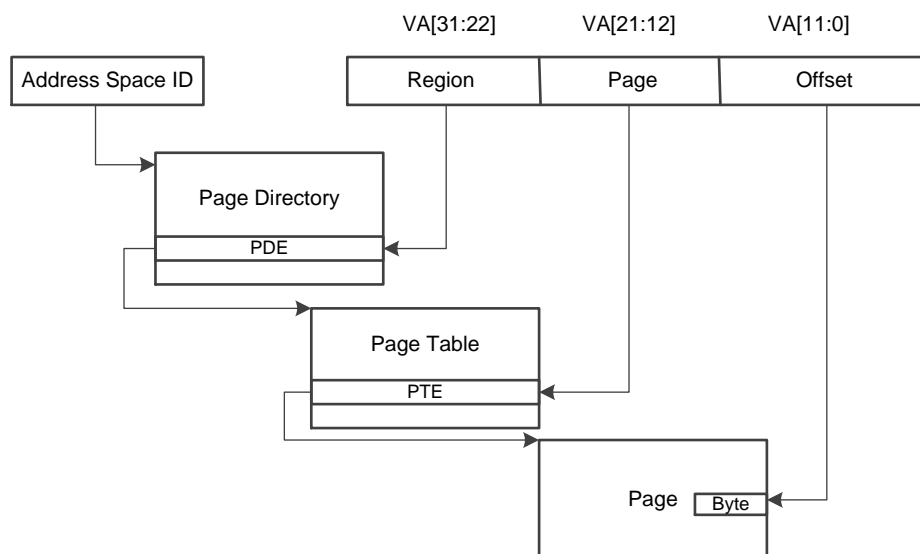 VA[31:22] VA[21:12] VA[11:0]
Address Space ID Region Page Offset
Page Directory
PDE
Page Table
PTE
Page Byte